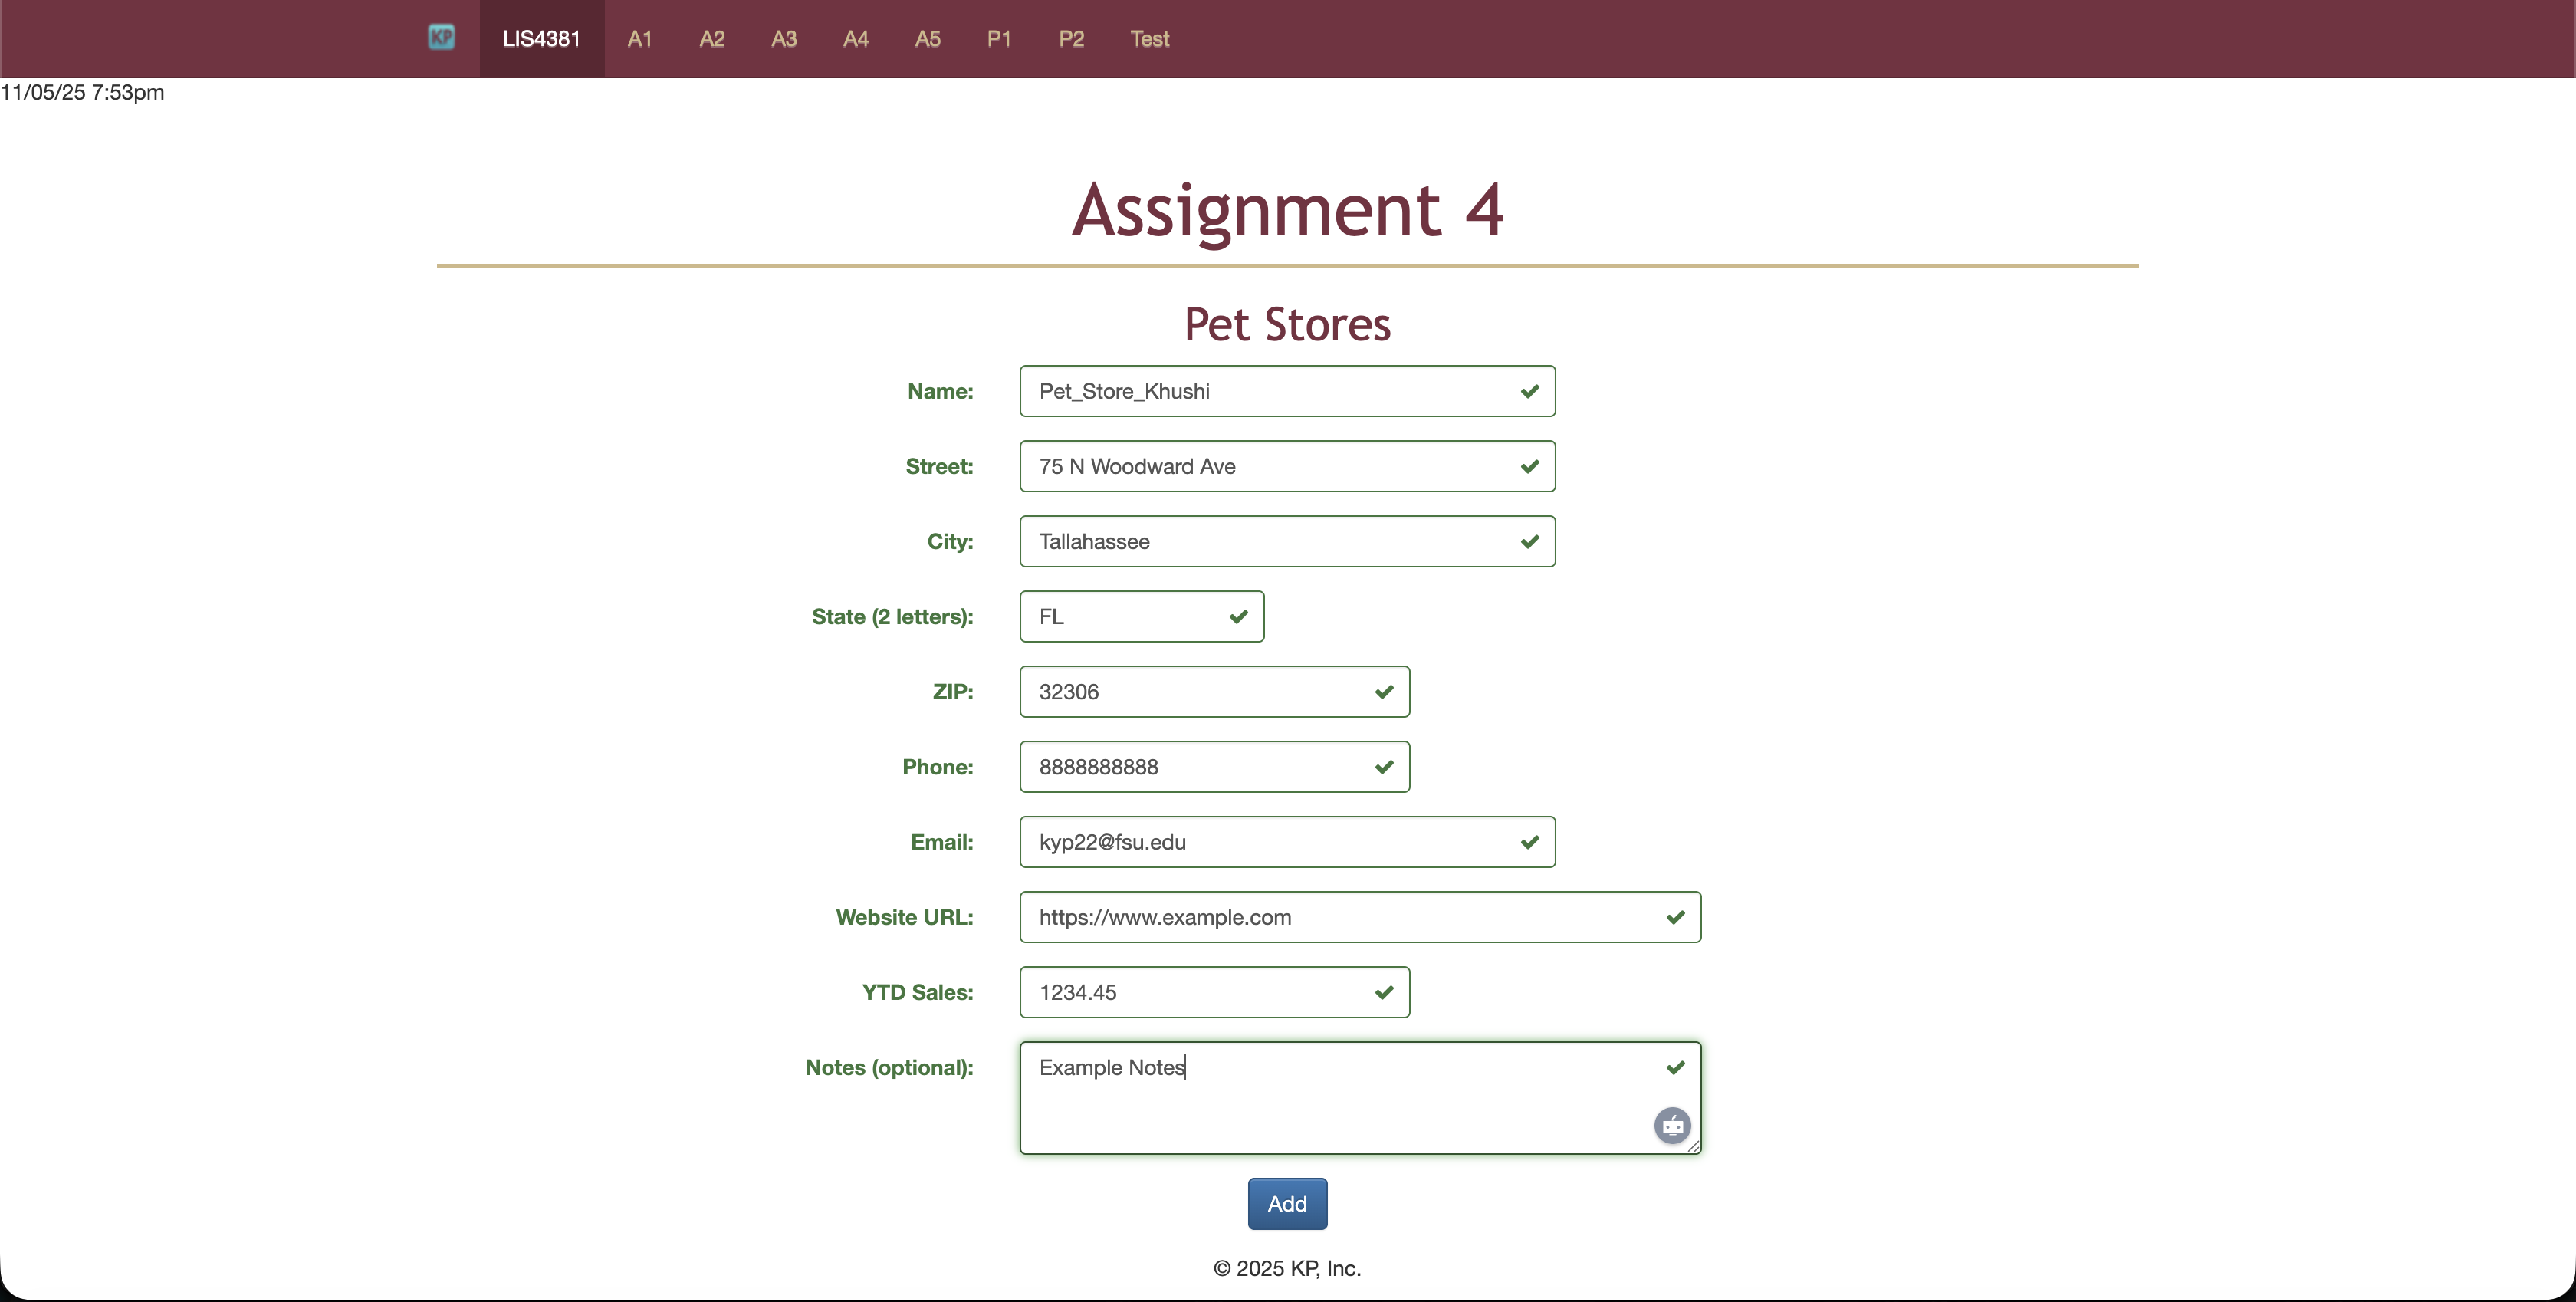 KP LIS4381 A1 A2 A3 A4 A5 P1 P2 Test
11/05/25 7:53pm
Assignment 4
Pet Stores
Name: Pet_Store_Khushi
Street: 75 N Woodward Ave
City: Tallahassee
State (2 letters): FL
ZIP: 32306
Phone: 8888888888
Email: kyp22@fsu.edu
Website URL: https://www.example.com
YTD Sales: 1234.45
Notes (optional): Example Notes
Add
© 2025 KP, Inc.